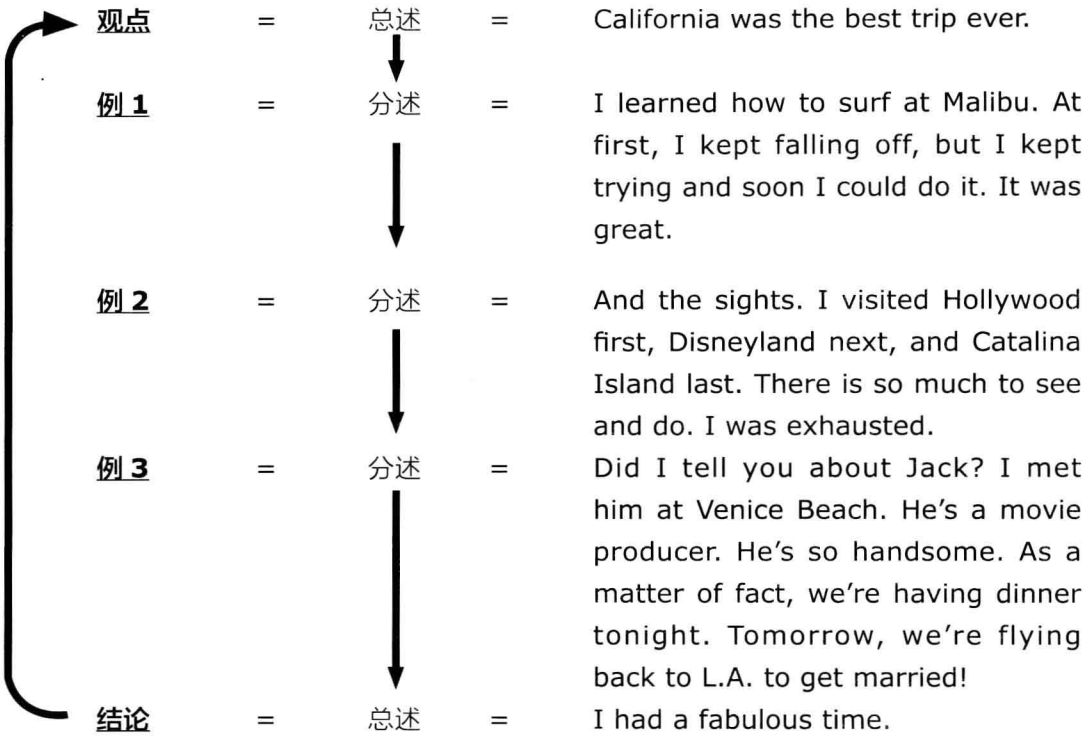 观点 = 总述 = California was the best trip ever.
例 1 = 分述 = I learned how to surf at Malibu. At
first, I kept falling off, but I kept
trying and soon I could do it. It was
great.
例 2 = 分述 = And the sights. I visited Hollywood
first, Disneyland next, and Catalina
Island last. There is so much to see
and do. I was exhausted.
例 3 = 分述 = Did I tell you about Jack? I met
him at Venice Beach. He's a movie
producer. He's so handsome. As a
matter of fact, we're having dinner
tonight. Tomorrow, we're flying
back to L.A. to get married!
结论 = 总述 = I had a fabulous time.